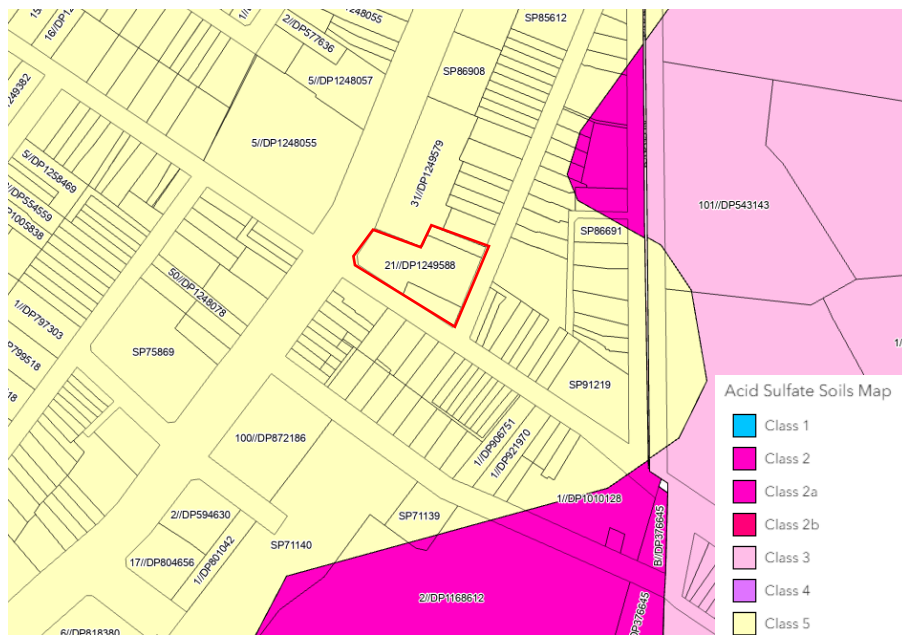 SP85612
2//DP577636
5//DP1248057
SP86908
5//DP1248055
31//DP1249579
101//DP543143
5//DP1258469
SP86691
21//DP1249588
50//DP1248078
1//DP797303
SP75869
SP91219
100//DP872186
1//DP906751
1//DP921970
1//DP1010128
2//DP594630
SP71139
B//DP376645
17//DP804656
1//DP801042
SP71140
2//DP1168612
6//DP818380
Acid Sulfate Soils Map
Class 1
Class 2
Class 2a
Class 2b
Class 3
Class 4
Class 5